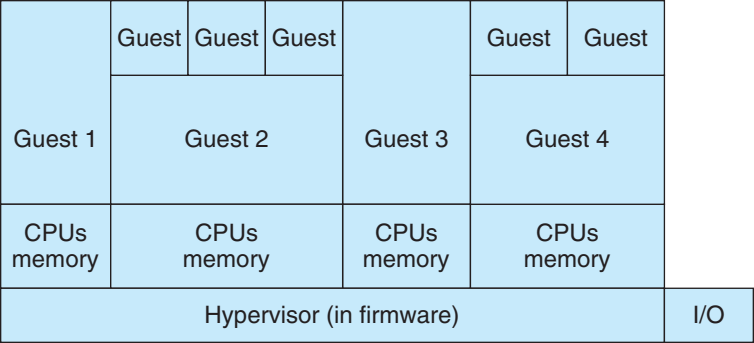 Guest Guest Guest Guest Guest
Guest 1 Guest 2 Guest 3 Guest 4
CPUs memory CPUs memory CPUs memory CPUs memory
Hypervisor (in firmware) I/O